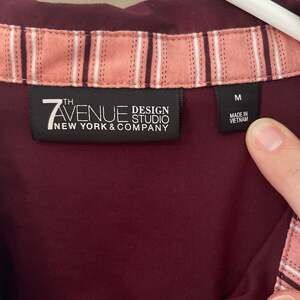 7TH AVENUE DESIGN STUDIO
NEW YORK & COMPANY
M
MADE IN
VIETNAM